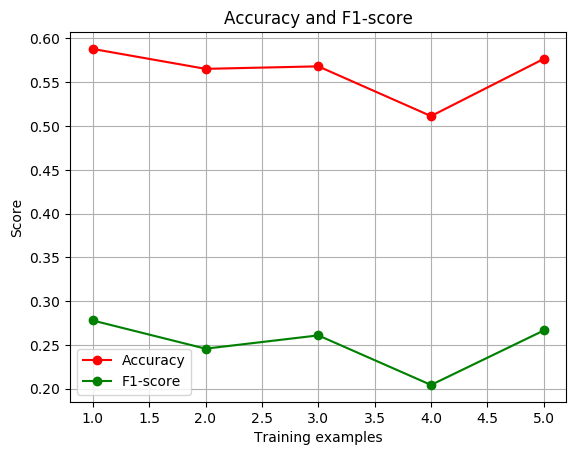 Accuracy and F1-score
0.60
0.55
0.50
0.45
0.40
0.35
0.30
0.25
0.20
Score
Accuracy
F1-score
1.0 1.5 2.0 2.5 3.0 3.5 4.0 4.5 5.0
Training examples